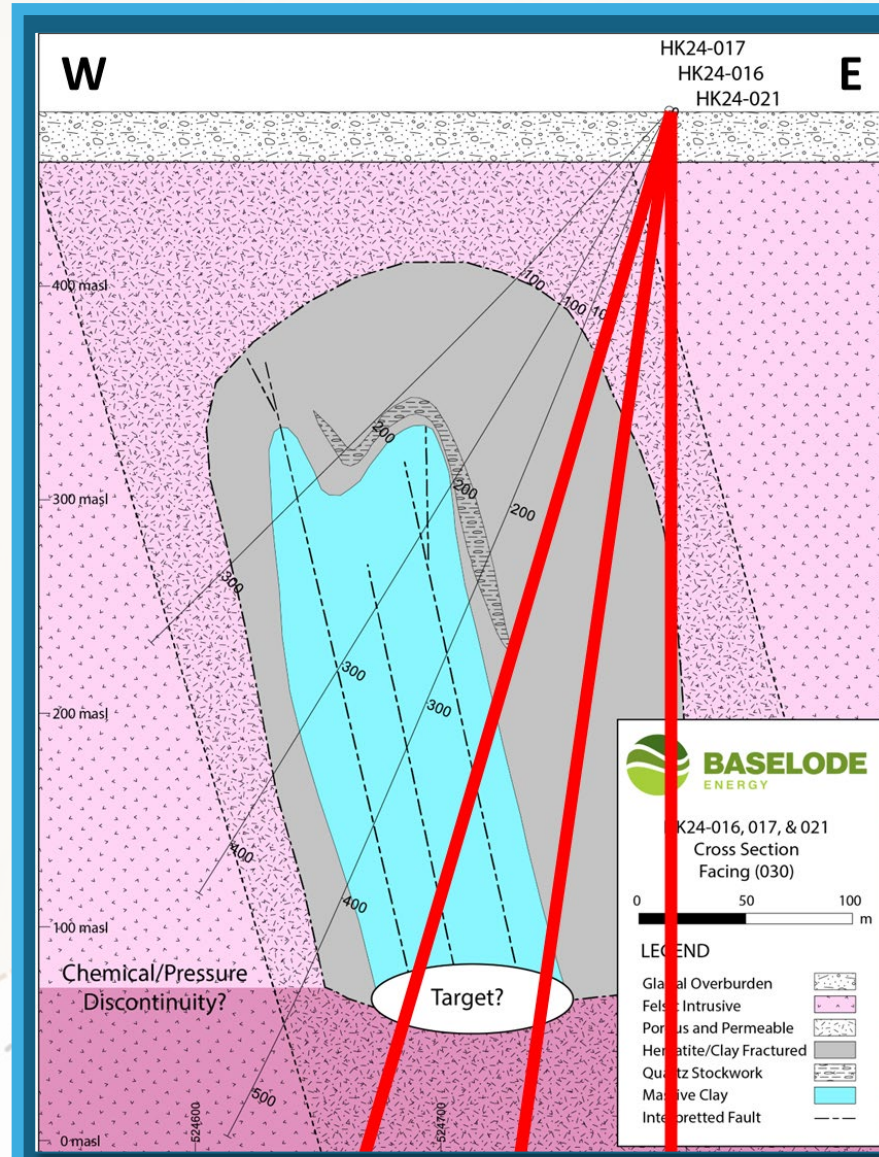 HK24-017
HK24-016
HK24-021
W
E
400 masl
300 masl
200 masl
100 masl
0 masl
100
100
200
200
200
300
300
300
400
400
500
524600
524700
Chemical/Pressure
Discontinuity?
Target?
BASELODE
ENERGY
HK24-016, 017, & 021
Cross Section
Facing (030)
0 50 100
m
LEGEND
Glacial Overburden
Felsic Intrusive
Porous and Permeable
Hematite/Clay Fractured
Quartz Stockwork
Massive Clay
Interpretted Fault